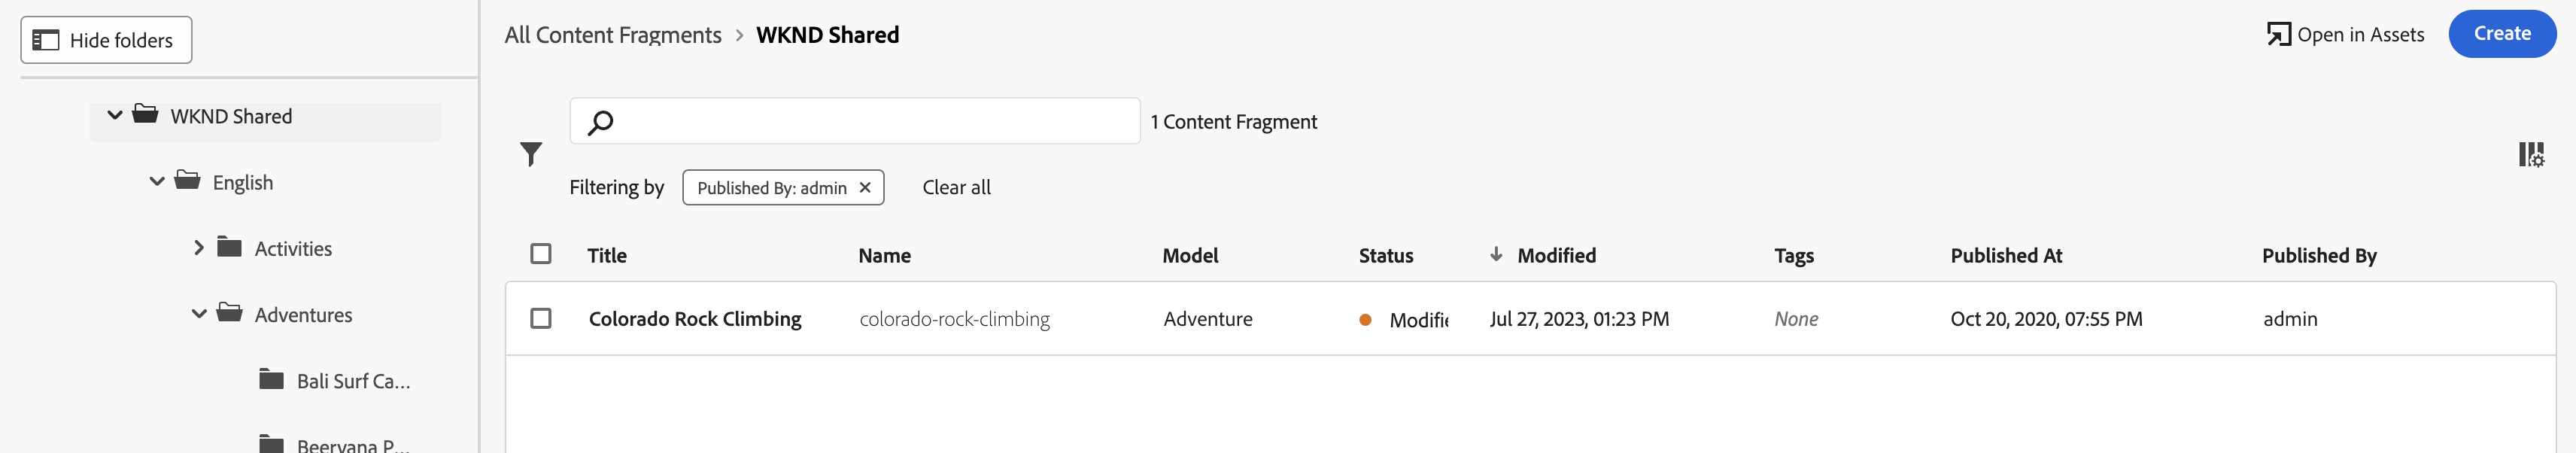 Hide folders
WKND Shared
English
Activities
Adventures
Bali Surf Ca...
Beervana P...
All Content Fragments > WKND Shared
Open in Assets
Create
1 Content Fragment
Filtering by
Published By: admin
Clear all
Title Name Model Status Modified Tags Published At Published By
Colorado Rock Climbing colorado-rock-climbing Adventure Modifie Jul 27, 2023, 01:23 PM None Oct 20, 2020, 07:55 PM admin